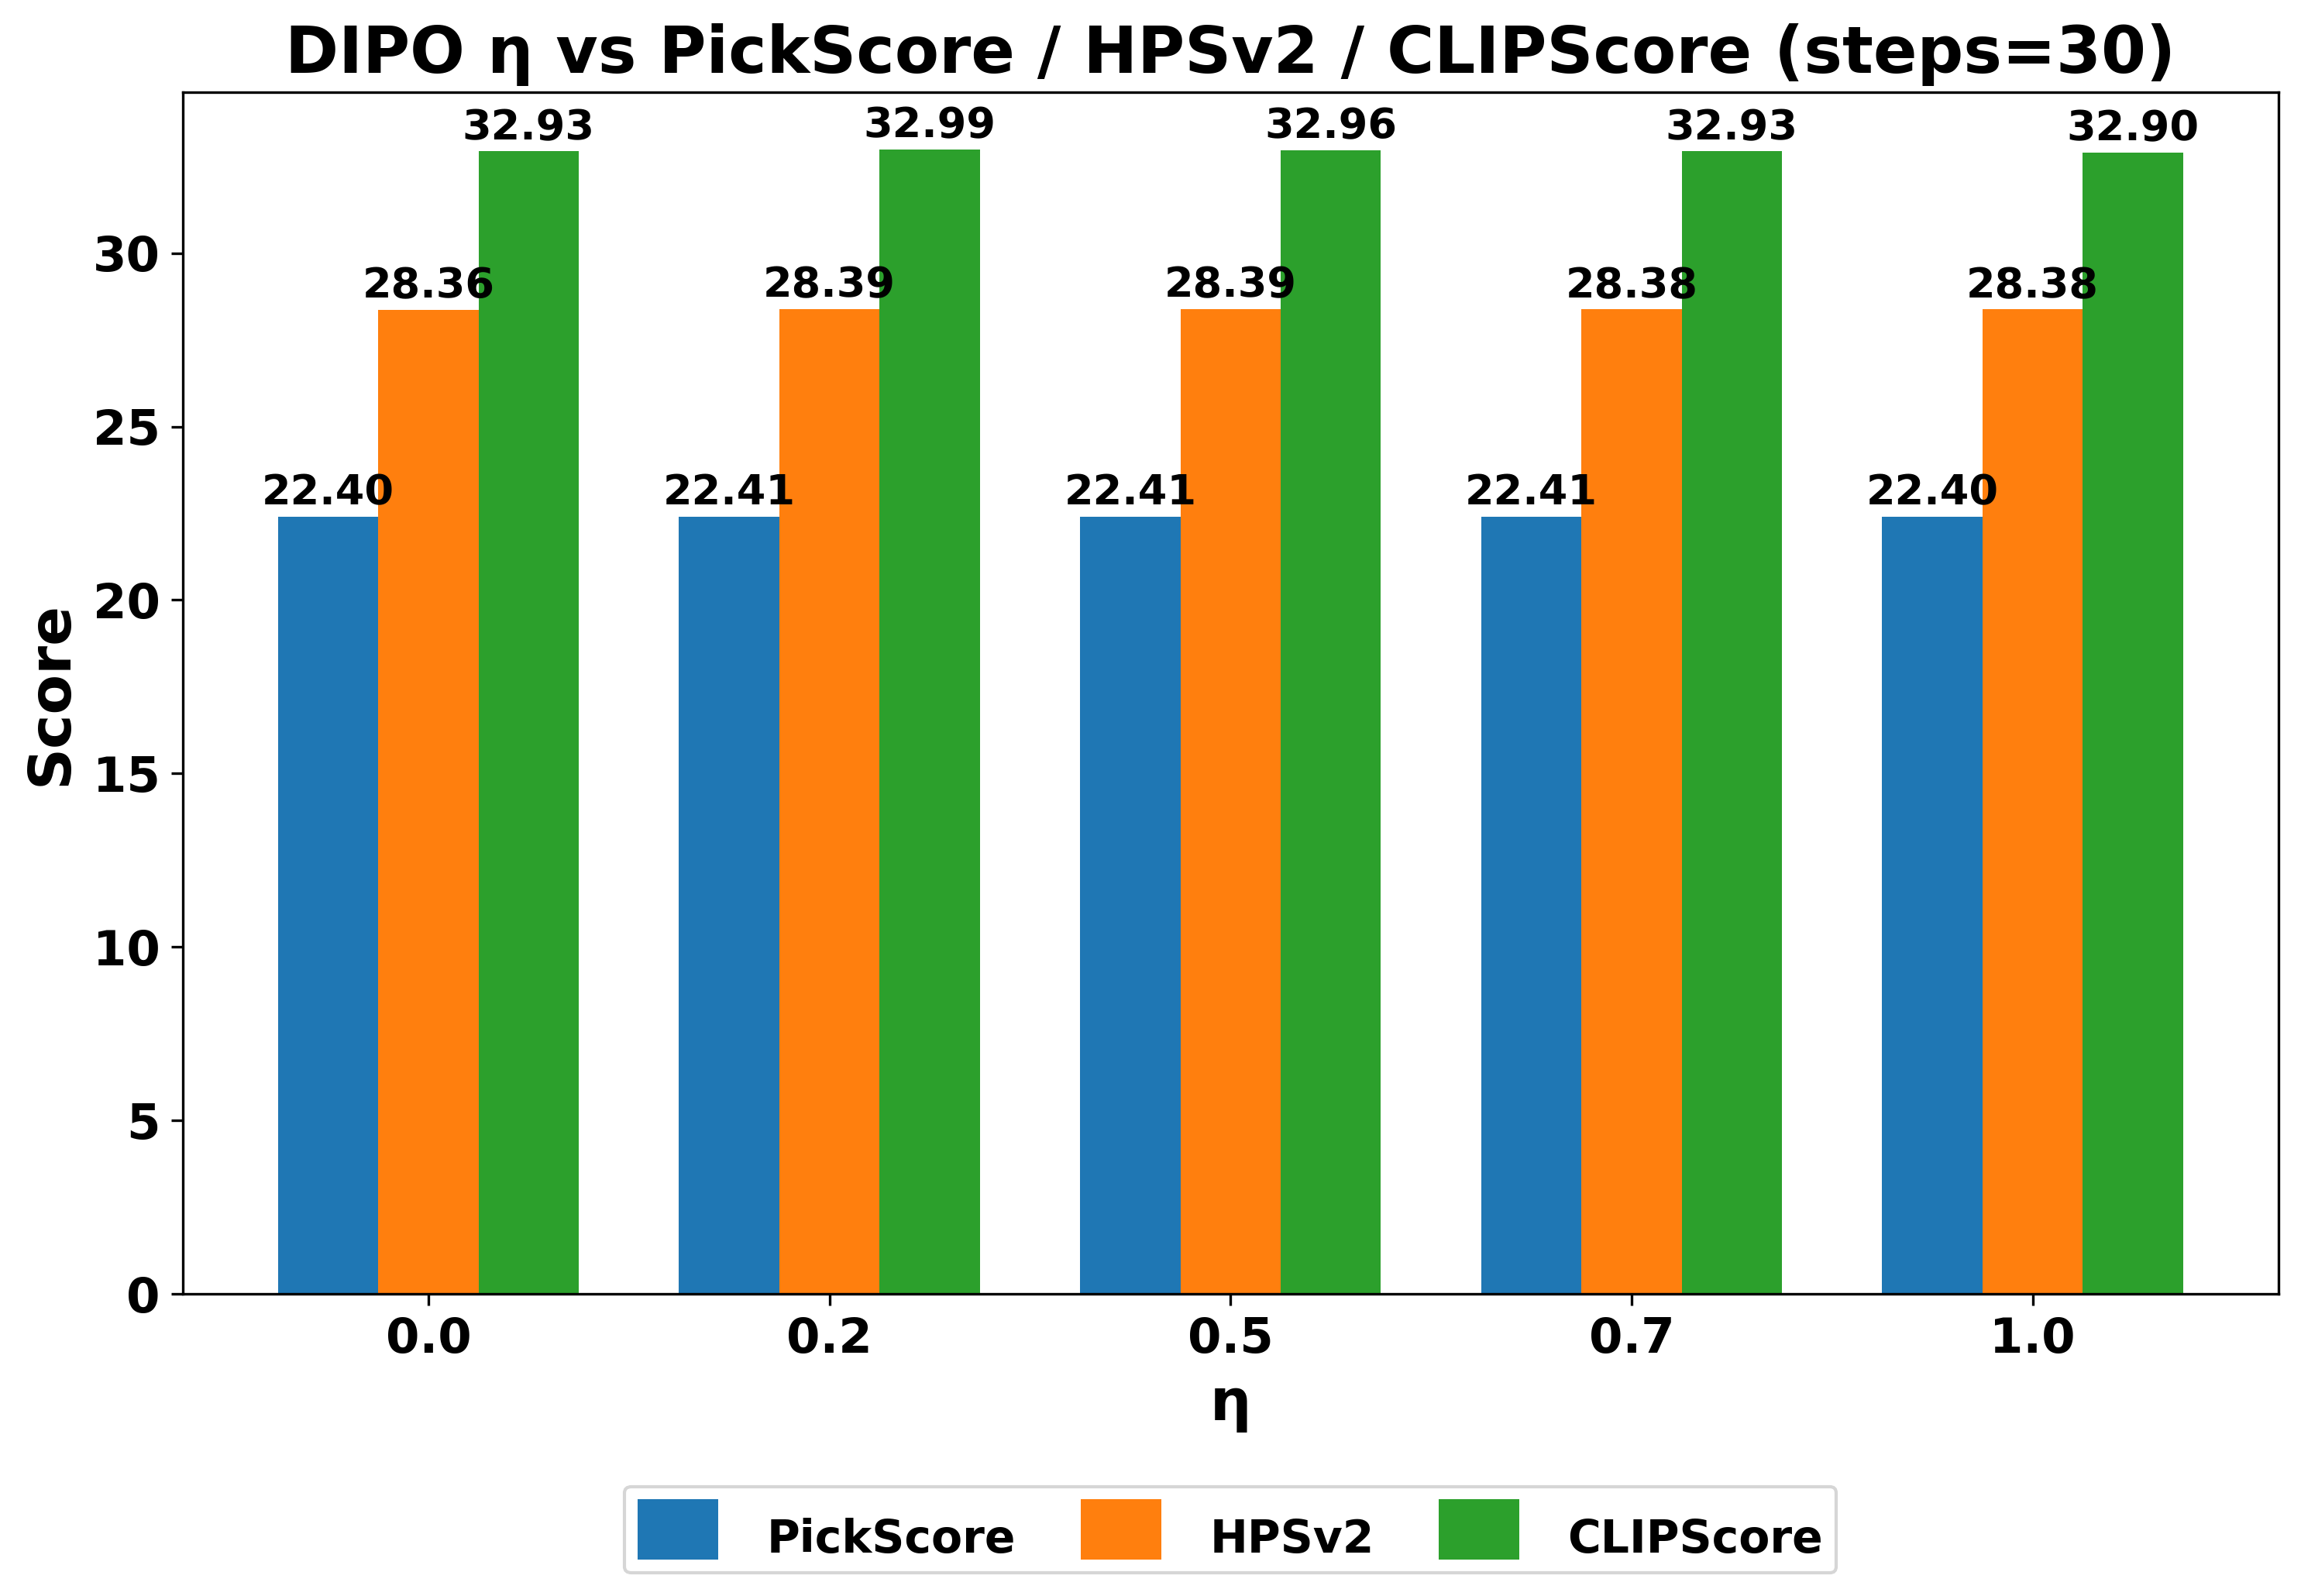 DIPO η vs PickScore / HPSv2 / CLIPScore (steps=30)
32.93 32.99 32.96 32.93 32.90
28.36 28.39 28.39 28.38 28.38
22.40 22.41 22.41 22.41 22.40
Score
30
25
20
15
10
5
0
0.0 0.2 0.5 0.7 1.0
η
PickScore HPSv2 CLIPScore